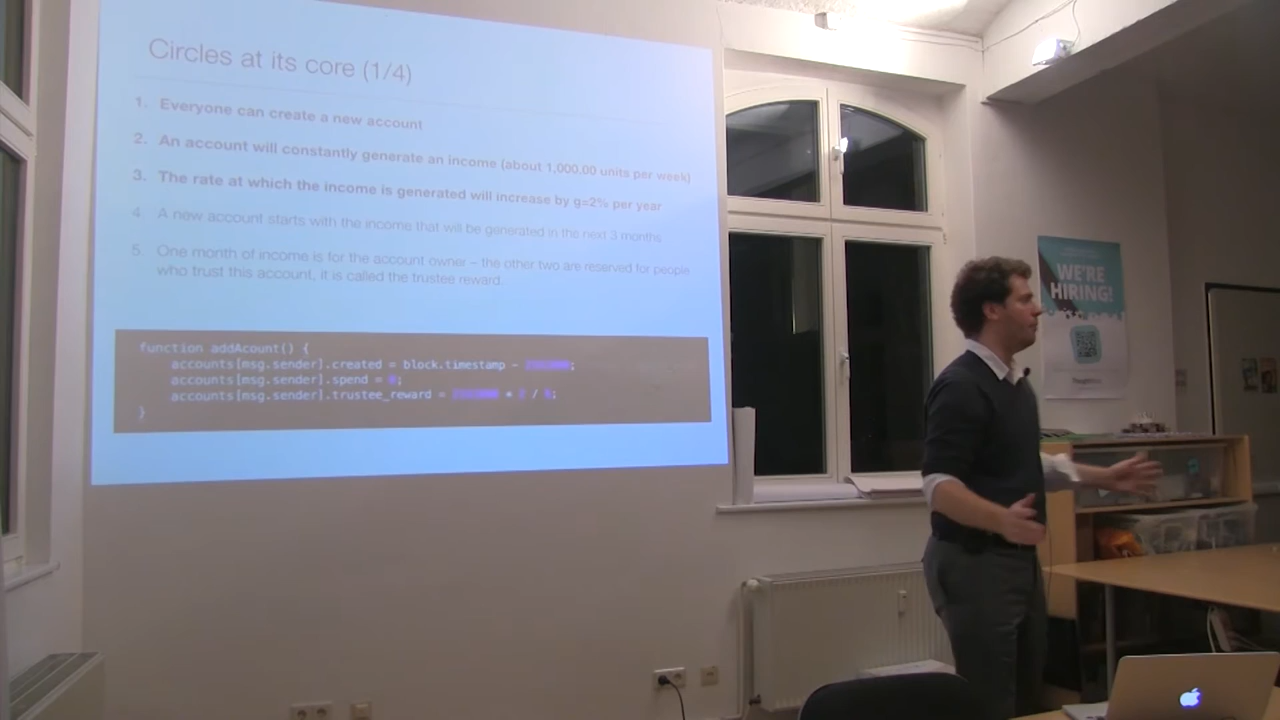 Circles at its core (1/4)
1. Everyone can create a new account
2. An account will constantly generate an income (about 1,000.00 units per week)
3. The rate at which the income is generated will increase by g=2% per year
4. A new account starts with the income that will be generated in the next 3 months
5. One month of income is for the account owner – the other two are reserved for people
who trust this account. It is called the trustee reward.
function addAcount() {
accounts[msg.sender].created = block.timestamp - ;
accounts[msg.sender].spend = ;
accounts[msg.sender].trustee_reward = * / ;
}
WE'RE
HIRING!